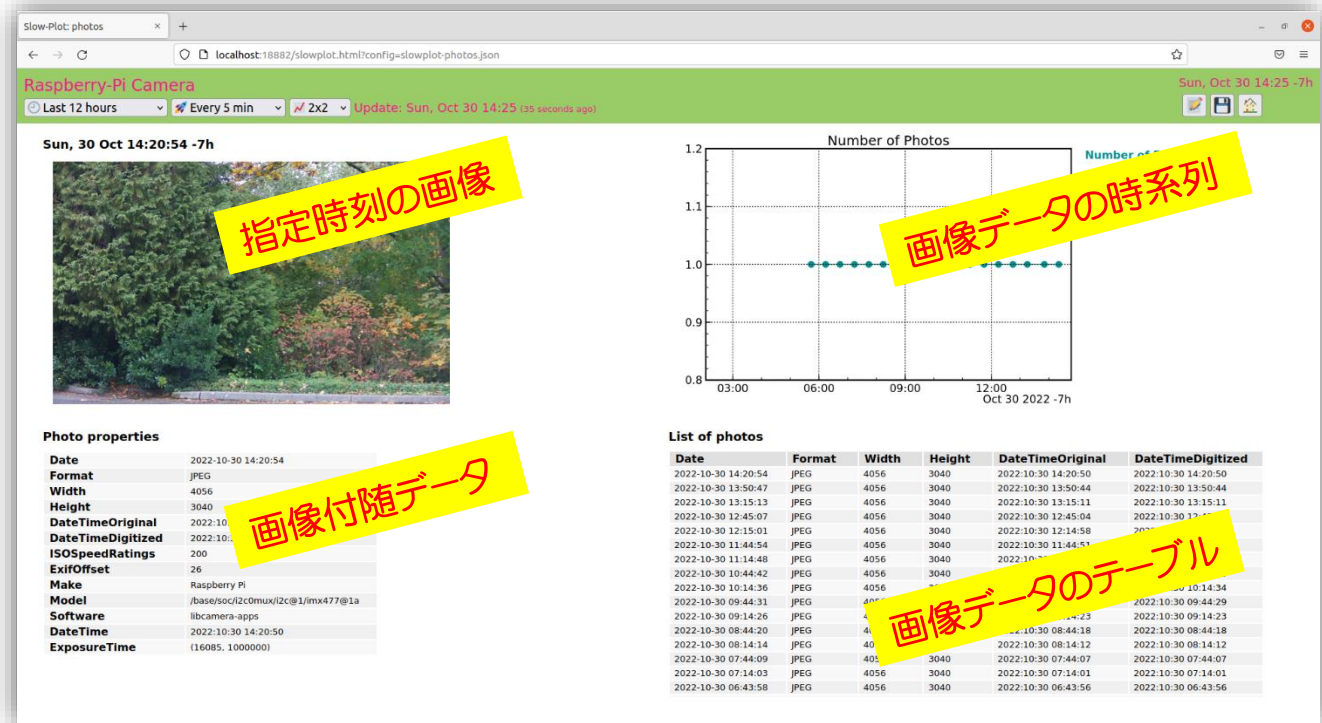 Slow-Plot: photos
localhost:18882/slowplot.html?config=slowplot-photos.json
Raspberry-Pi Camera
Sun, Oct 30 14:25 -7h
Last 12 hours Every 5 min 2x2 Update: Sun, Oct 30 14:25 (35 seconds ago)
Sun, 30 Oct 14:20:54 -7h
指定時刻の画像
Number of Photos
Number of
画像データの時系列
1.2
1.1
1.0
0.9
0.8
03:00 06:00 09:00 12:00
Oct 30 2022 -7h
Photo properties
Date 2022-10-30 14:20:54
Format JPEG
Width 4056
Height 3040
DateTimeOriginal 2022:10
DateTimeDigitized 2022:10:
ISOSpeedRatings 200
ExifOffset 26
Make Raspberry Pi
Model /base/soc/i2c0mux/i2c@1/imx477@1a
Software libcamera-apps
DateTime 2022:10:30 14:20:50
ExposureTime (16085, 1000000)
画像付随データ
List of photos
Date Format Width Height DateTimeOriginal DateTimeDigitized
2022-10-30 14:20:54 JPEG 4056 3040 2022:10:30 14:20:50 2022:10:30 14:20:50
2022-10-30 13:50:47 JPEG 4056 3040 2022:10:30 13:50:44 2022:10:30 13:50:44
2022-10-30 13:15:13 JPEG 4056 3040 2022:10:30 13:15:11 2022:10:30 13:15:11
2022-10-30 12:45:07 JPEG 4056 3040 2022:10:30 12:45:04 2022:10:30
2022-10-30 12:15:01 JPEG 4056 3040 2022:10:30 12:14:58
2022-10-30 11:44:54 JPEG 4056 3040 2022:10:30 11:44:51
2022-10-30 11:14:48 JPEG 4056 3040
2022-10-30 10:44:42 JPEG 4056
2022-10-30 10:14:36 JPEG 4056 10:14:34
2022-10-30 09:44:31 JPEG 2022:10:30 09:44:29
2022-10-30 09:14:26 JPEG 2022:10:30 09:14:23
2022-10-30 08:44:20 JPEG 08:44:18 2022:10:30 08:44:18
2022-10-30 08:14:14 JPEG 2022:10:30 08:14:12 2022:10:30 08:14:12
2022-10-30 07:44:09 JPEG 3040 2022:10:30 07:44:07 2022:10:30 07:44:07
2022-10-30 07:14:03 JPEG 4056 3040 2022:10:30 07:14:01 2022:10:30 07:14:01
2022-10-30 06:43:58 JPEG 4056 3040 2022:10:30 06:43:56 2022:10:30 06:43:56
画像データのテーブル